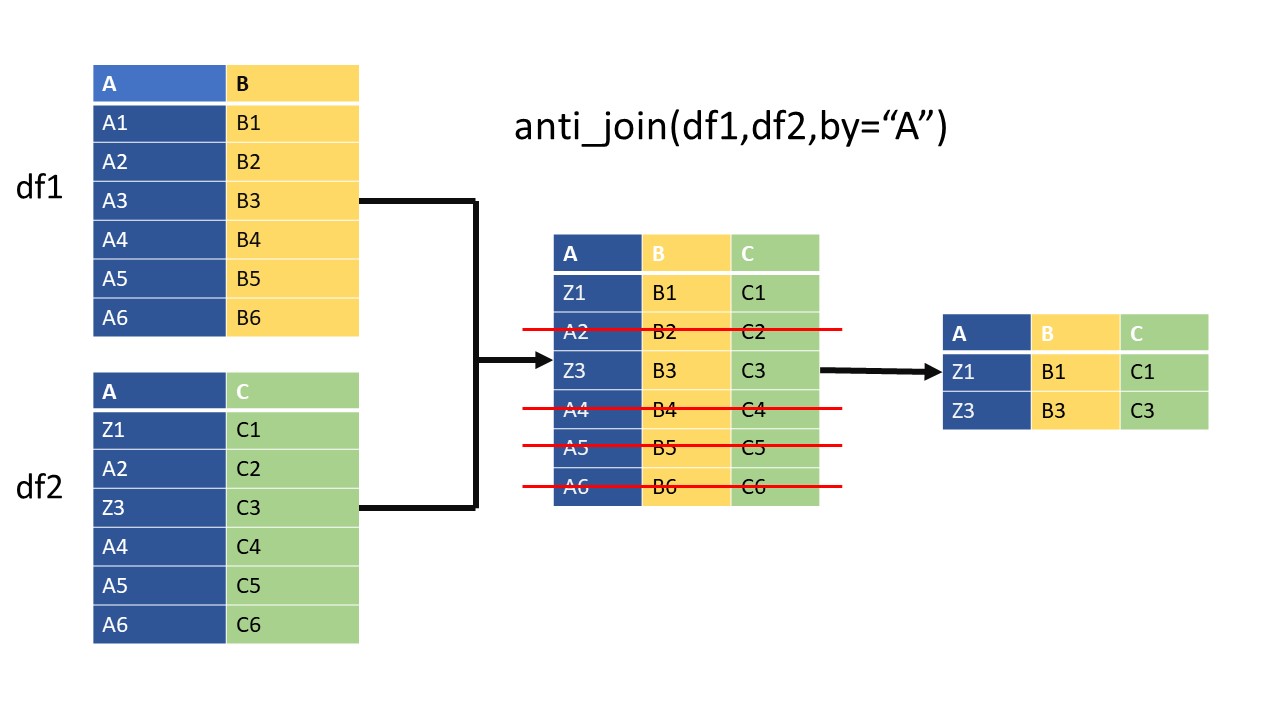 anti_join(df1,df2,by=“A”)
df1
A B
A1 B1
A2 B2
A3 B3
A4 B4
A5 B5
A6 B6
df2
A C
Z1 C1
A2 C2
Z3 C3
A4 C4
A5 C5
A6 C6
A B C
Z1 B1 C1
A2 B2 C2
Z3 B3 C3
A4 B4 C4
A5 B5 C5
A6 B6 C6
A B C
Z1 B1 C1
Z3 B3 C3